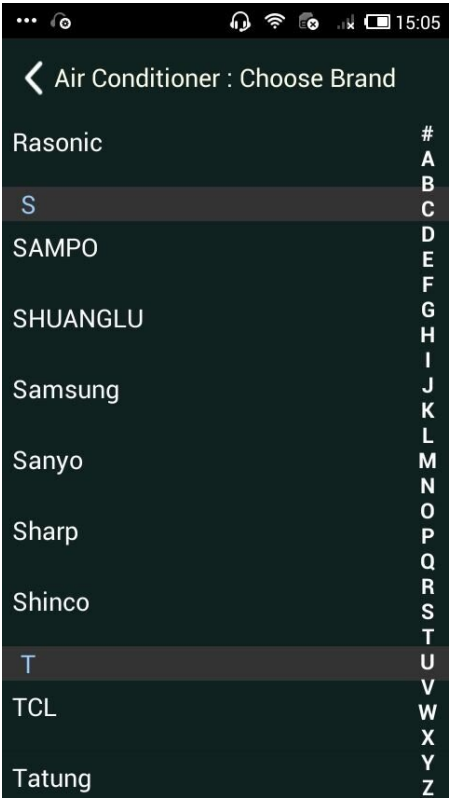 15:05
Air Conditioner : Choose Brand
Rasonic
S
SAMPO
SHUANGLU
Samsung
Sanyo
Sharp
Shinco
T
TCL
Tatung
#
A
B
C
D
E
F
G
H
I
J
K
L
M
N
O
P
Q
R
S
T
U
V
W
X
Y
Z